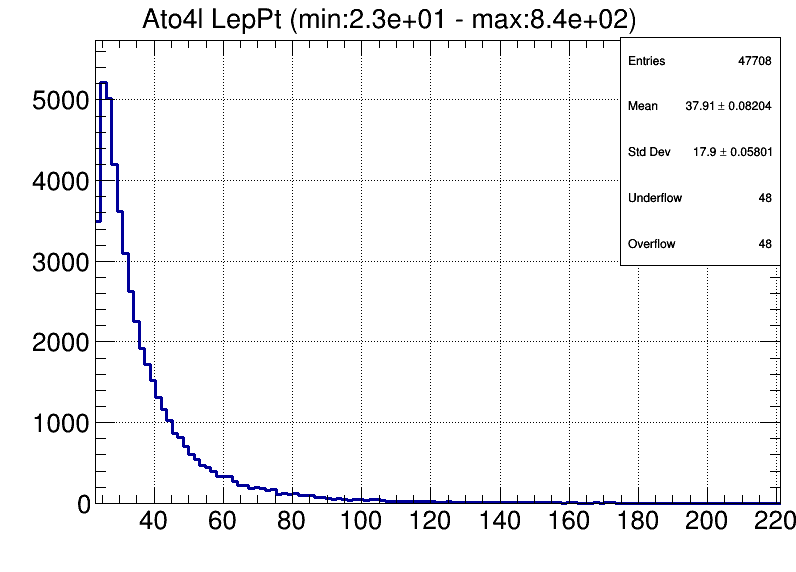 Ato4l LepPt (min:2.3e+01 - max:8.4e+02)
Entries 47708
Mean 37.91 ± 0.08204
Std Dev 17.9 ± 0.05801
Underflow 48
Overflow 48
5000
4000
3000
2000
1000
0
40 60 80 100 120 140 160 180 200 220